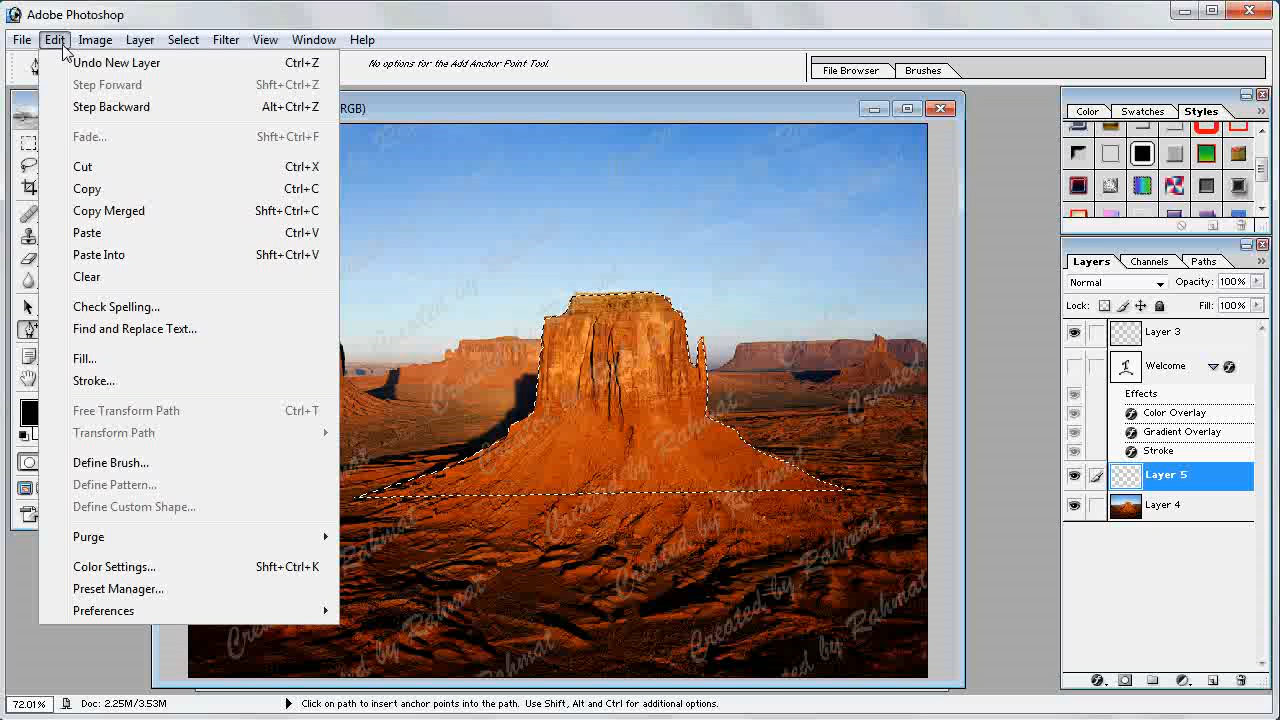 Adobe Photoshop
File Edit Image Layer Select Filter View Window Help
No options for the Add Anchor Point Tool.
File Browser Brushes
Undo New Layer Ctrl+Z
Step Forward Shft+Ctrl+Z
Step Backward Alt+Ctrl+Z
Fade... Shft+Ctrl+F
Cut Ctrl+X
Copy Ctrl+C
Copy Merged Shft+Ctrl+C
Paste Ctrl+V
Paste Into Shft+Ctrl+V
Clear
Check Spelling...
Find and Replace Text...
Fill...
Stroke...
Free Transform Path Ctrl+T
Transform Path
Define Brush...
Define Pattern...
Define Custom Shape...
Purge
Color Settings... Shft+Ctrl+K
Preset Manager...
Preferences
RGB)
Created by Rahmat
Created by Rahmat
Created by Rahmat
Color Swatches Styles
Layers Channels Paths
Normal Opacity: 100%
Lock: Fill: 100%
Layer 3
Welcome
Effects
Color Overlay
Gradient Overlay
Stroke
Layer 5
Layer 4
72.01% Doc: 2.25M/3.53M Click on path to insert anchor points into the path. Use Shift, Alt and Ctrl for additional options.